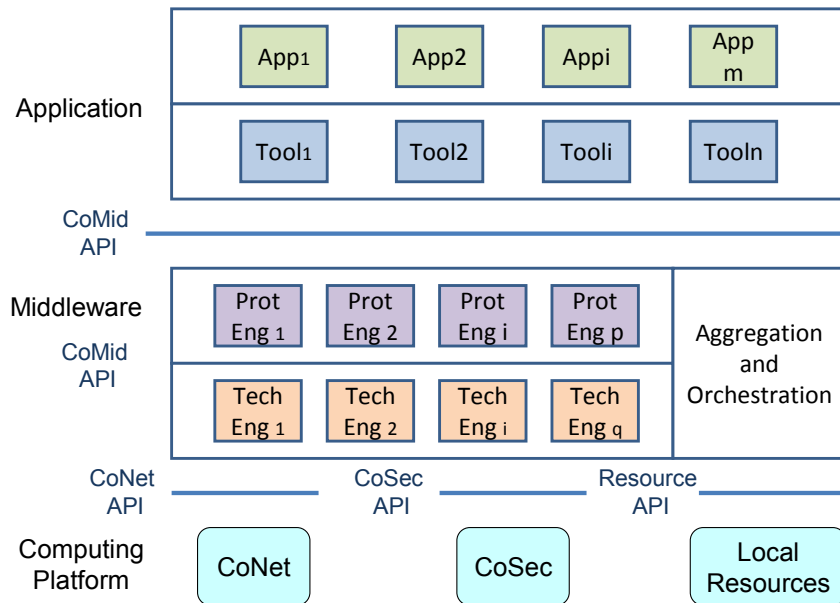 App1 App2 Appi App
m
Application
Tool1 Tool2 Tooli Tooln
CoMid
API
Prot Prot Prot Prot
Eng 1 Eng 2 Eng i Eng p
Middleware
Aggregation
and
Orchestration
CoMid
API
Tech Tech Tech Tech
Eng 1 Eng 2 Eng i Eng q
CoNet CoSec Resource
API API API
Computing
Platform
CoNet CoSec Local
Resources